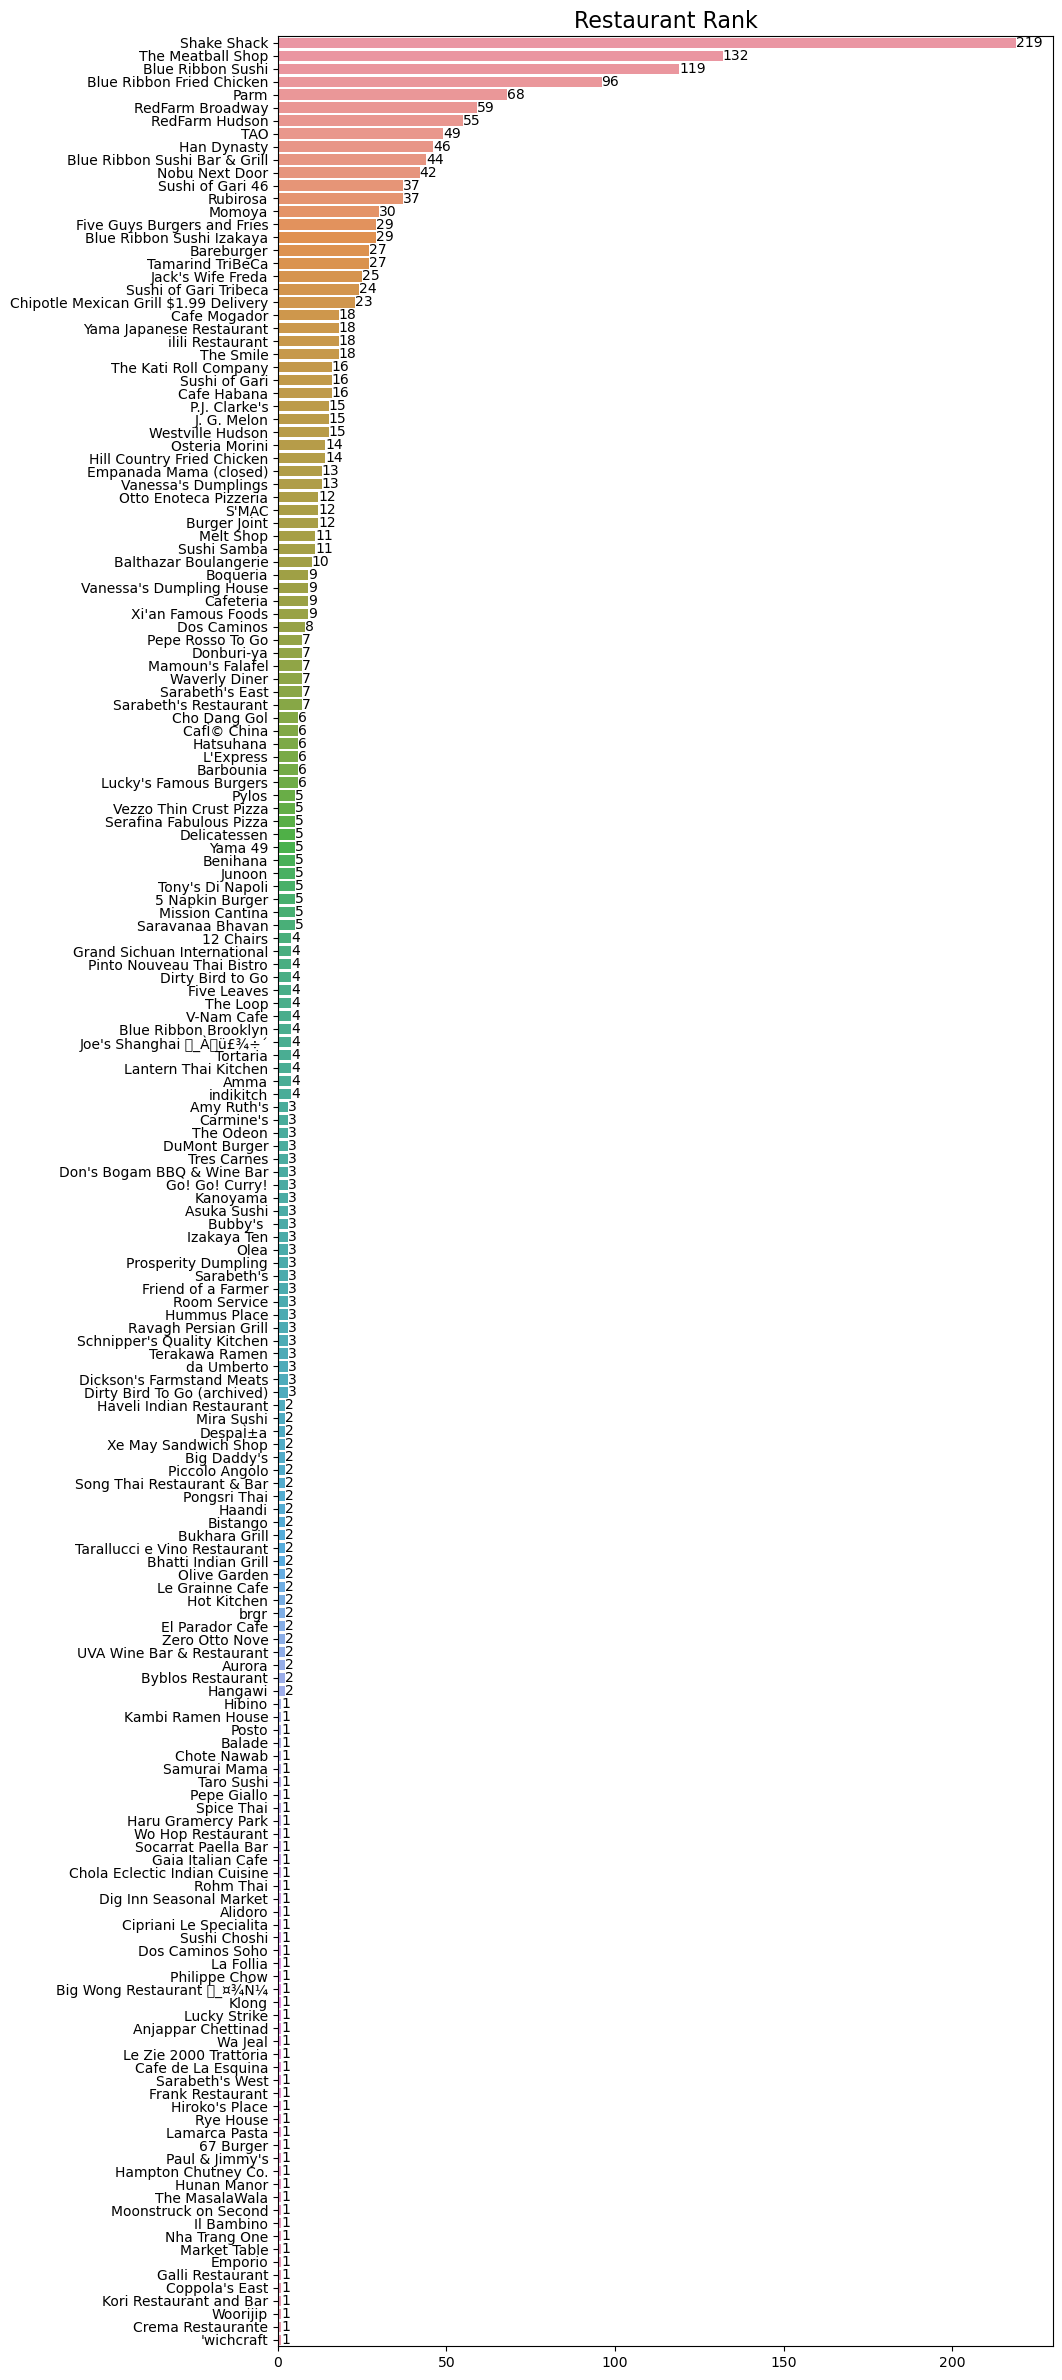 Restaurant Rank
Shake Shack 219
The Meatball Shop 132
Blue Ribbon Sushi 119
Blue Ribbon Fried Chicken 96
Parm 68
RedFarm Broadway 59
RedFarm Hudson 55
TAO 49
Han Dynasty 46
Blue Ribbon Sushi Bar & Grill 44
Nobu Next Door 42
Sushi of Gari 46 37
Rubirosa 37
Momoya 30
Five Guys Burgers and Fries 29
Blue Ribbon Sushi Izakaya 29
Bareburger 27
Tamarind TriBeCa 27
Jack's Wife Freda 25
Sushi of Gari Tribeca 24
Chipotle Mexican Grill $1.99 Delivery 23
Cafe Mogador 18
Yama Japanese Restaurant 18
ilili Restaurant 18
The Smile 18
The Kati Roll Company 16
Sushi of Gari 16
Cafe Habana 16
P.J. Clarke's 15
J. G. Melon 15
Westville Hudson 15
Osteria Morini 14
Hill Country Fried Chicken 14
Empanada Mama (closed) 13
Vanessa's Dumplings 13
Otto Enoteca Pizzeria 12
S'MAC 12
Burger Joint 12
Melt Shop 11
Sushi Samba 11
Balthazar Boulangerie 10
Boqueria 9
Vanessa's Dumpling House 9
Cafeteria 9
Xi'an Famous Foods 9
Dos Caminos 8
Pepe Rosso To Go 7
Donburi-ya 7
Mamoun's Falafel 7
Waverly Diner 7
Sarabeth's East 7
Sarabeth's Restaurant 7
Cho Dang Gol 6
CafÌ© China 6
Hatsuhana 6
L'Express 6
Barbounia 6
Lucky's Famous Burgers 6
Pylos 5
Vezzo Thin Crust Pizza 5
Serafina Fabulous Pizza 5
Delicatessen 5
Yama 49 5
Benihana 5
Junoon 5
Tony's Di Napoli 5
5 Napkin Burger 5
Mission Cantina 5
Saravanaa Bhavan 5
12 Chairs 4
Grand Sichuan International 4
Pinto Nouveau Thai Bistro 4
Dirty Bird to Go 4
Five Leaves 4
The Loop 4
V-Nam Cafe 4
Blue Ribbon Brooklyn 4
Joe's Shanghai _Àü£¾÷´ 4
Tortaria 4
Lantern Thai Kitchen 4
Amma 4
indikitch 4
Amy Ruth's 3
Carmine's 3
The Odeon 3
DuMont Burger 3
Tres Carnes 3
Don's Bogam BBQ & Wine Bar 3
Go! Go! Curry! 3
Kanoyama 3
Asuka Sushi 3
Bubby's 3
Izakaya Ten 3
Olea 3
Prosperity Dumpling 3
Sarabeth's 3
Friend of a Farmer 3
Room Service 3
Hummus Place 3
Ravagh Persian Grill 3
Schnipper's Quality Kitchen 3
Terakawa Ramen 3
da Umberto 3
Dickson's Farmstand Meats 3
Dirty Bird To Go (archived) 3
Haveli Indian Restaurant 2
Mira Sushi 2
DespaÌ±a 2
Xe May Sandwich Shop 2
Big Daddy's 2
Piccolo Angolo 2
Song Thai Restaurant & Bar 2
Pongsri Thai 2
Haandi 2
Bistango 2
Bukhara Grill 2
Tarallucci e Vino Restaurant 2
Bhatti Indian Grill 2
Olive Garden 2
Le Grainne Cafe 2
Hot Kitchen 2
brgr 2
El Parador Cafe 2
Zero Otto Nove 2
UVA Wine Bar & Restaurant 2
Aurora 2
Byblos Restaurant 2
Hangawi 2
Hibino 1
Kambi Ramen House 1
Posto 1
Balade 1
Chote Nawab 1
Samurai Mama 1
Taro Sushi 1
Pepe Giallo 1
Spice Thai 1
Haru Gramercy Park 1
Wo Hop Restaurant 1
Socarrat Paella Bar 1
Gaia Italian Cafe 1
Chola Eclectic Indian Cuisine 1
Rohm Thai 1
Dig Inn Seasonal Market 1
Alidoro 1
Cipriani Le Specialita 1
Sushi Choshi 1
Dos Caminos Soho 1
La Follia 1
Philippe Chow 1
Big Wong Restaurant _¤¾Ñ¼ 1
Klong 1
Lucky Strike 1
Anjappar Chettinad 1
Wa Jeal 1
Le Zie 2000 Trattoria 1
Cafe de La Esquina 1
Sarabeth's West 1
Frank Restaurant 1
Hiroko's Place 1
Rye House 1
Lamarca Pasta 1
67 Burger 1
Paul & Jimmy's 1
Hampton Chutney Co. 1
Hunan Manor 1
The MasalaWala 1
Moonstruck on Second 1
Il Bambino 1
Nha Trang One 1
Market Table 1
Emporio 1
Galli Restaurant 1
Coppola's East 1
Kori Restaurant and Bar 1
Woorijip 1
Crema Restaurante 1
'wichcraft 1
0 50 100 150 200